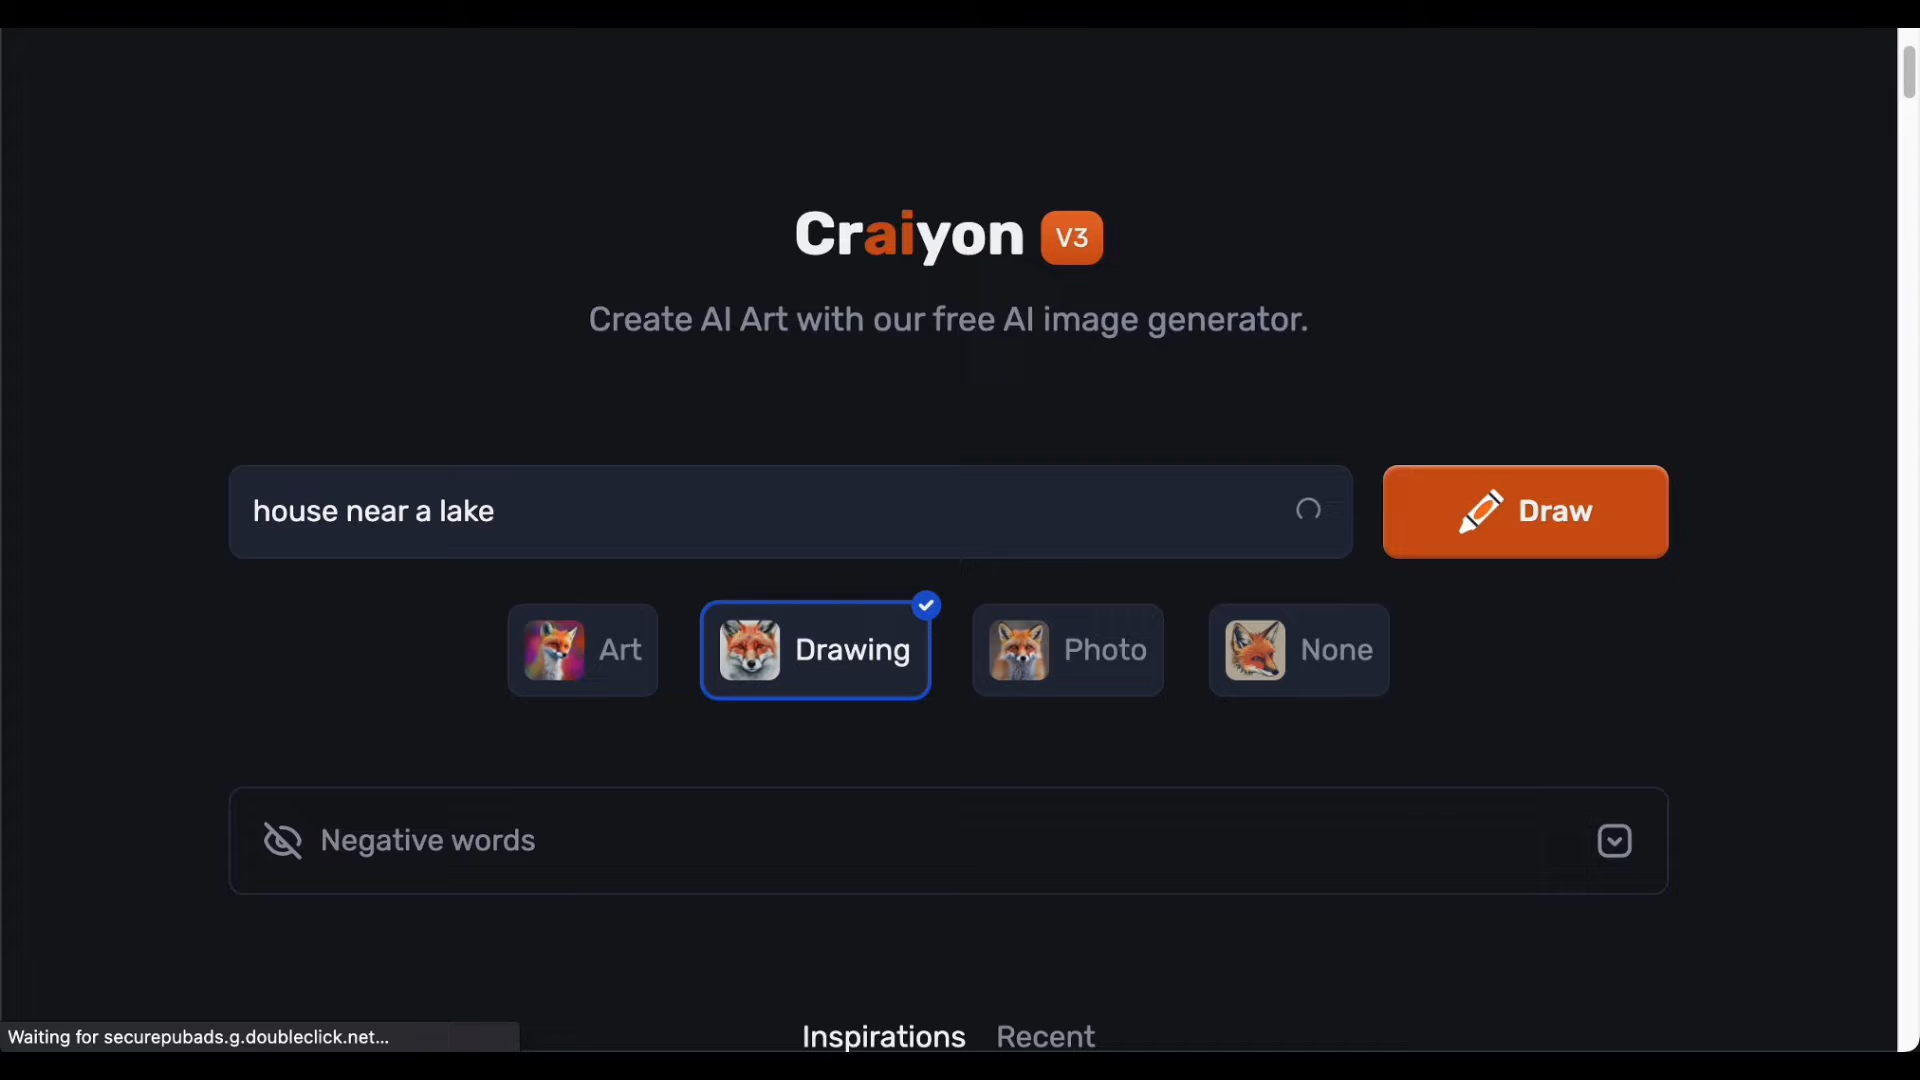 Craiyon V3
Create AI Art with our free AI image generator.
house near a lake
Draw
Art
Drawing
Photo
None
Negative words
Inspirations
Recent
Waiting for securepubads.g.doubleclick.net...